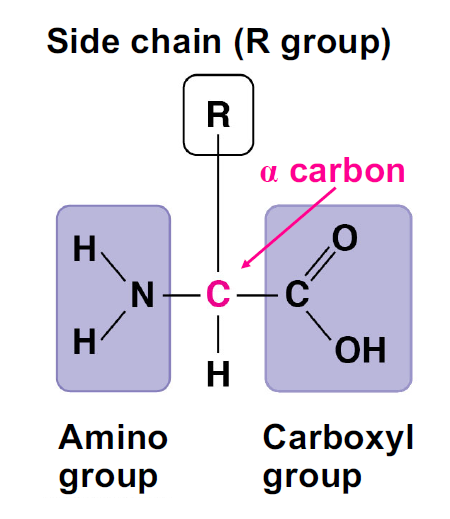 Side chain (R group)
R
α carbon
H
O
N
C
C
H
OH
H
Amino
group
Carboxyl
group